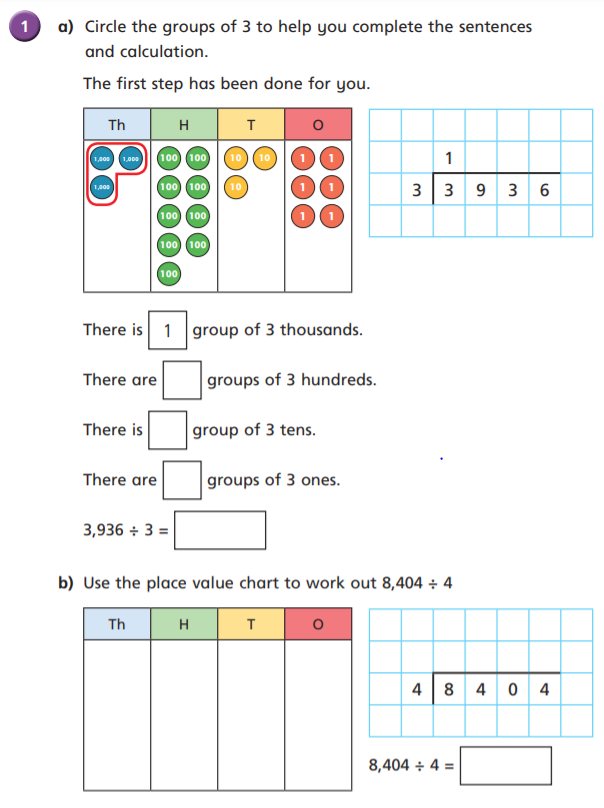 1 a) Circle the groups of 3 to help you complete the sentences
and calculation.
The first step has been done for you.
Th H T O
1,000 1,000 100 100 10 10 1 1
1,000 100 100 10 1 1
100 100 1 1
100 100
100
1
3 3 9 3 6
There is 1 group of 3 thousands.
There are groups of 3 hundreds.
There is group of 3 tens.
There are groups of 3 ones.
3,936 ÷ 3 =
b) Use the place value chart to work out 8,404 ÷ 4
Th H T O
4 8 4 0 4
8,404 ÷ 4 =